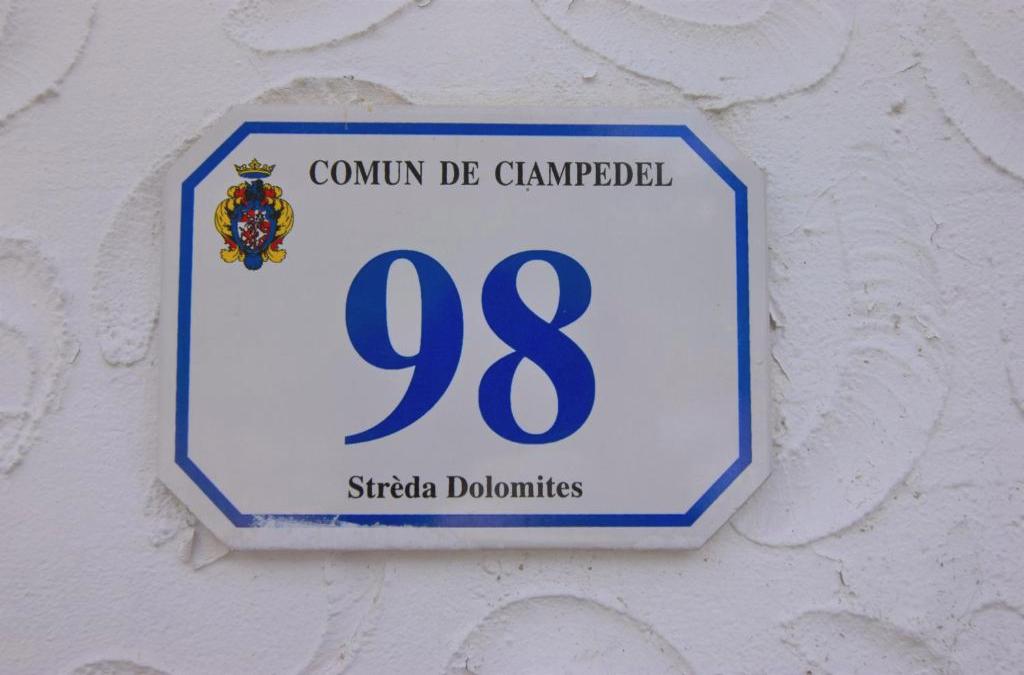 COMUN DE CIAMPEDEL
98
Strèda Dolomites